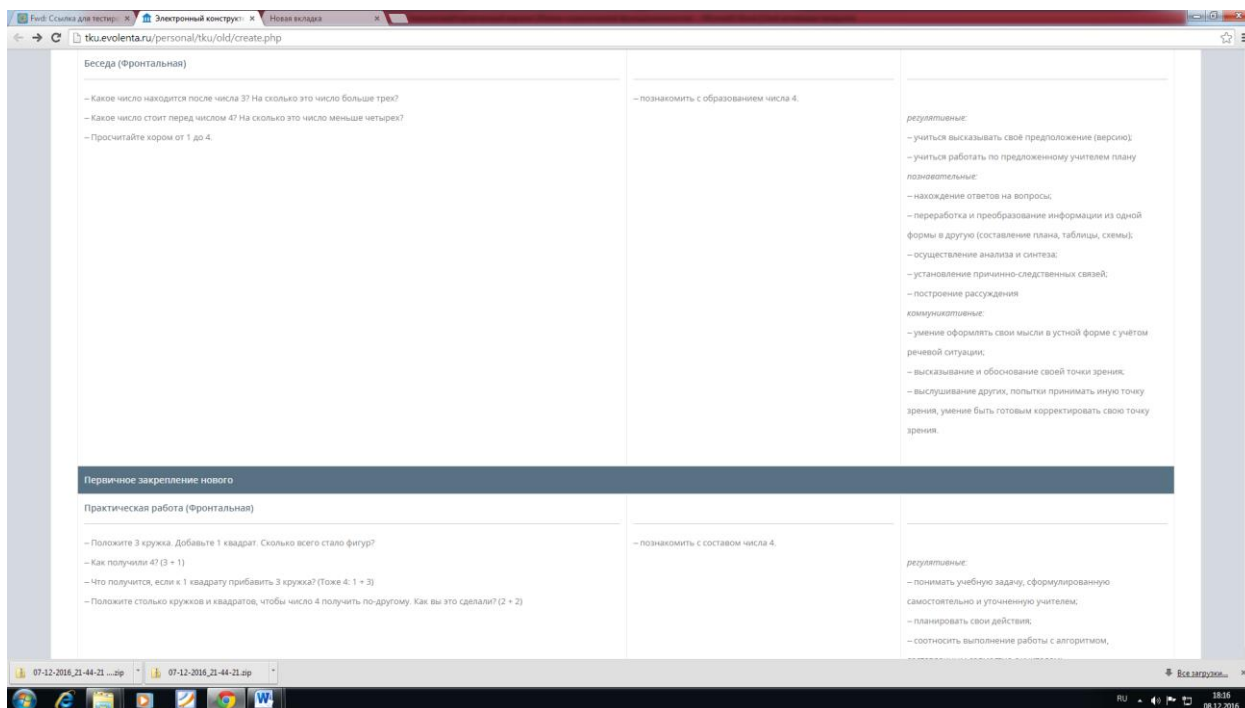 Fwd: Ссылка для тестир
Электронный конструкт
Новая вкладка
tku.evolenta.ru/personal/tku/old/create.php
Беседа (Фронтальная)
– Какое число находится после числа 3? На сколько это число больше трех?
– Какое число стоит перед числом 4? На сколько это число меньше четырех?
– Просчитайте хором от 1 до 4.
– познакомить с образованием числа 4.
регулятивные:
– учиться высказывать своё предположение (версию);
– учиться работать по предложенному учителем плану
познавательные:
– нахождение ответов на вопросы;
– переработка и преобразование информации из одной
формы в другую (составление плана, таблицы, схемы);
– осуществление анализа и синтеза;
– установление причинно-следственных связей;
– построение рассуждения
коммуникативные:
– умение оформлять свои мысли в устной форме с учётом
речевой ситуации;
– высказывание и обоснование своей точки зрения;
– выслушивание других, попытки принимать иную точку
зрения, умение быть готовым корректировать свою точку
зрения.
Первичное закрепление нового
Практическая работа (Фронтальная)
– Положите 3 кружка. Добавьте 1 квадрат. Сколько всего стало фигур?
– Как получили 4? (3 + 1)
– Что получится, если к 1 квадрату прибавить 3 кружка? (Тоже 4: 1 + 3)
– Положите столько кружков и квадратов, чтобы число 4 получить по-другому. Как вы это сделали? (2 + 2)
– познакомить с составом числа 4.
регулятивные:
– понимать учебную задачу, сформулированную
самостоятельно и уточненную учителем;
– планировать свои действия;
– соотносить выполнение работы с алгоритмом,
07-12-2016_21-44-21 ....zip
07-12-2016_21-44-21.zip
Все загрузки...
RU
18:16
08.12.2016